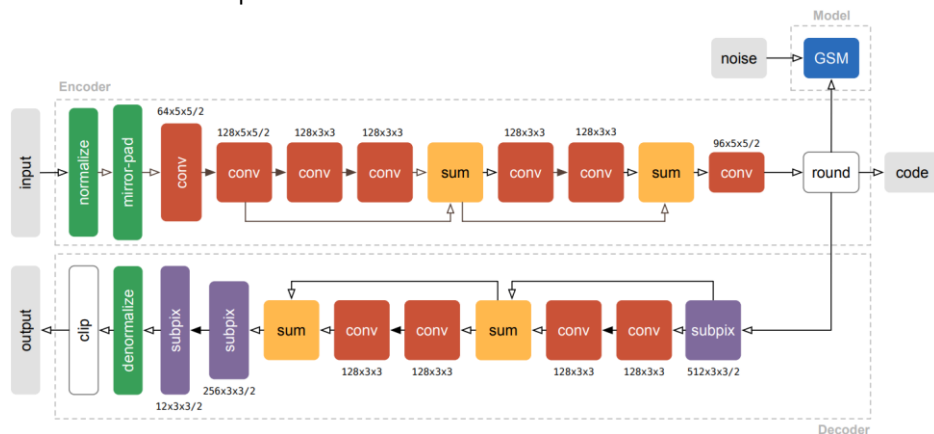 Model
noise
GSM
Encoder
input
normalize
mirror-pad
64x5x5/2
conv
128x5x5/2
conv
128x3x3
conv
128x3x3
conv
sum
128x3x3
conv
128x3x3
conv
sum
96x5x5/2
conv
round
code
output
clip
denormalize
subpix
12x3x3/2
subpix
256x3x3/2
sum
conv
128x3x3
conv
128x3x3
sum
conv
128x3x3
conv
128x3x3
subpix
512x3x3/2
Decoder